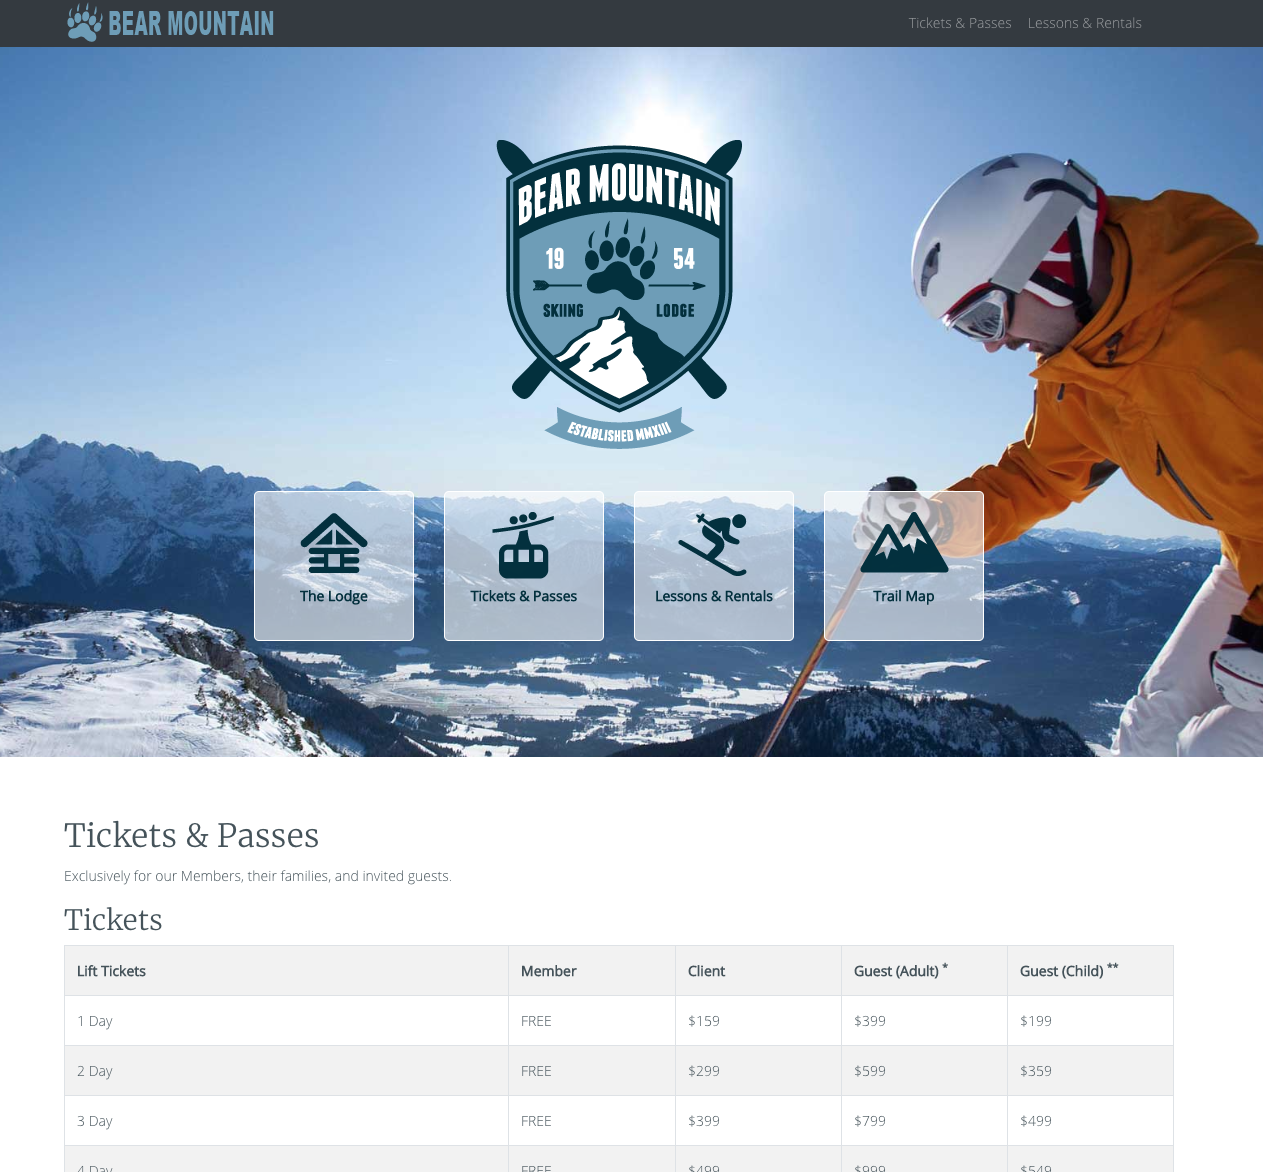 BEAR MOUNTAIN
Tickets & Passes Lessons & Rentals
BEAR MOUNTAIN
19 54
SKIING LODGE
ESTABLISHED MMXIII
The Lodge Tickets & Passes Lessons & Rentals Trail Map
Tickets & Passes
Exclusively for our Members, their families, and invited guests.
Tickets
Lift Tickets Member Client Guest (Adult) * Guest (Child) **
1 Day FREE $159 $399 $199
2 Day FREE $299 $599 $359
3 Day FREE $399 $799 $499
4 Day FREE $499 $999 $549